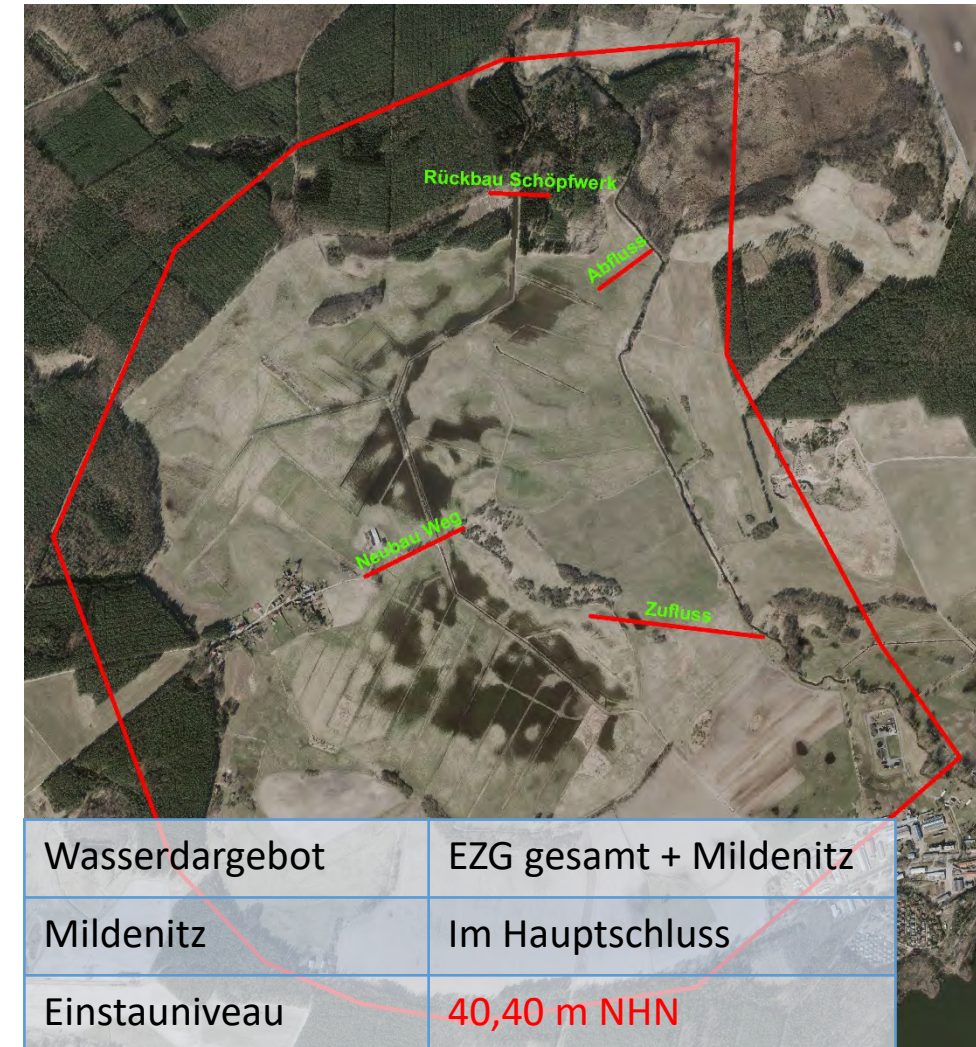 Rückbau Schöpfwerk
Abfluss
Neubau Weg
Zufluss
Wasserdargebot EZG gesamt + Mildenitz
Mildenitz Im Hauptschluss
Einstauniveau 40,40 m NHN